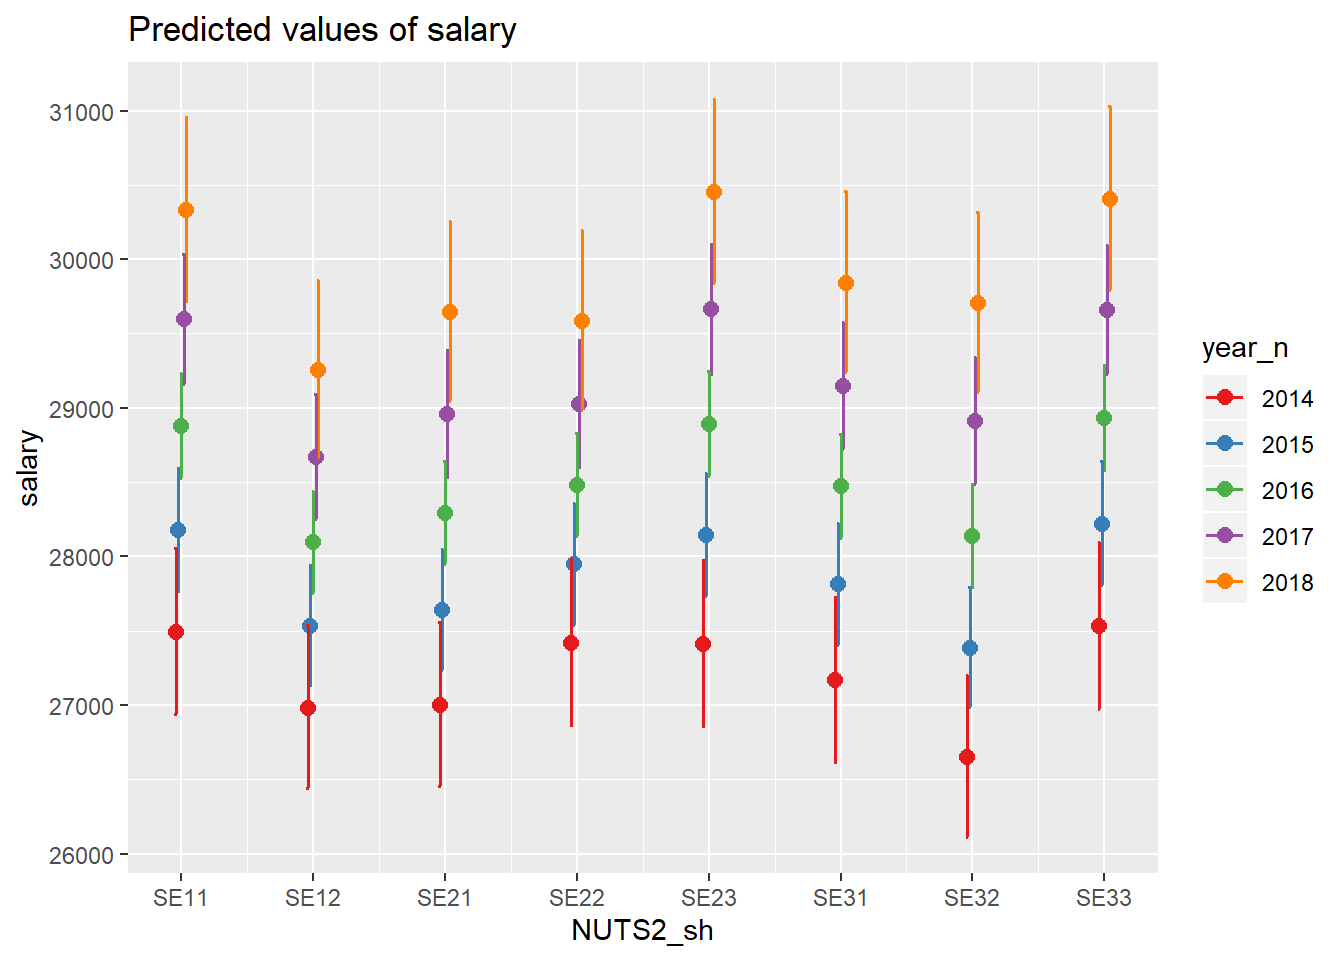 Predicted values of salary
31000
30000
29000
28000
27000
26000
salary
SE11 SE12 SE21 SE22 SE23 SE31 SE32 SE33
NUTS2_sh
year_n
2014
2015
2016
2017
2018